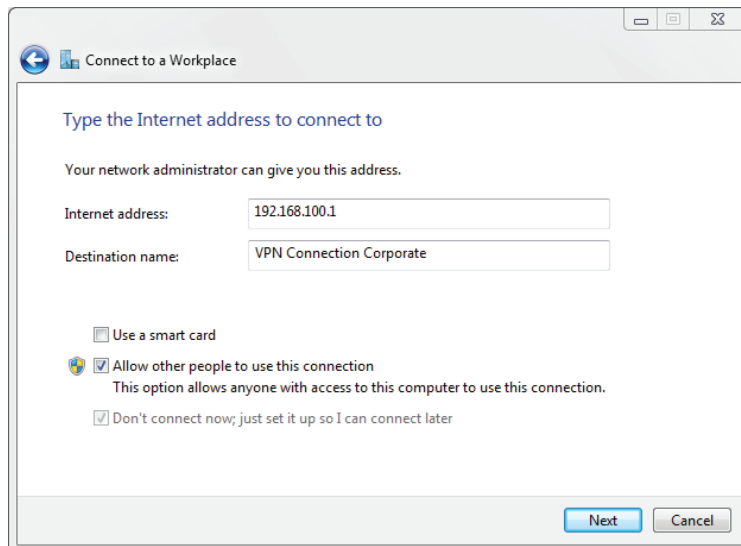 Connect to a Workplace
Type the Internet address to connect to
Your network administrator can give you this address.
Internet address: 192.168.100.1
Destination name: VPN Connection Corporate
Use a smart card
Allow other people to use this connection
This option allows anyone with access to this computer to use this connection.
Don't connect now; just set it up so I can connect later
Next Cancel